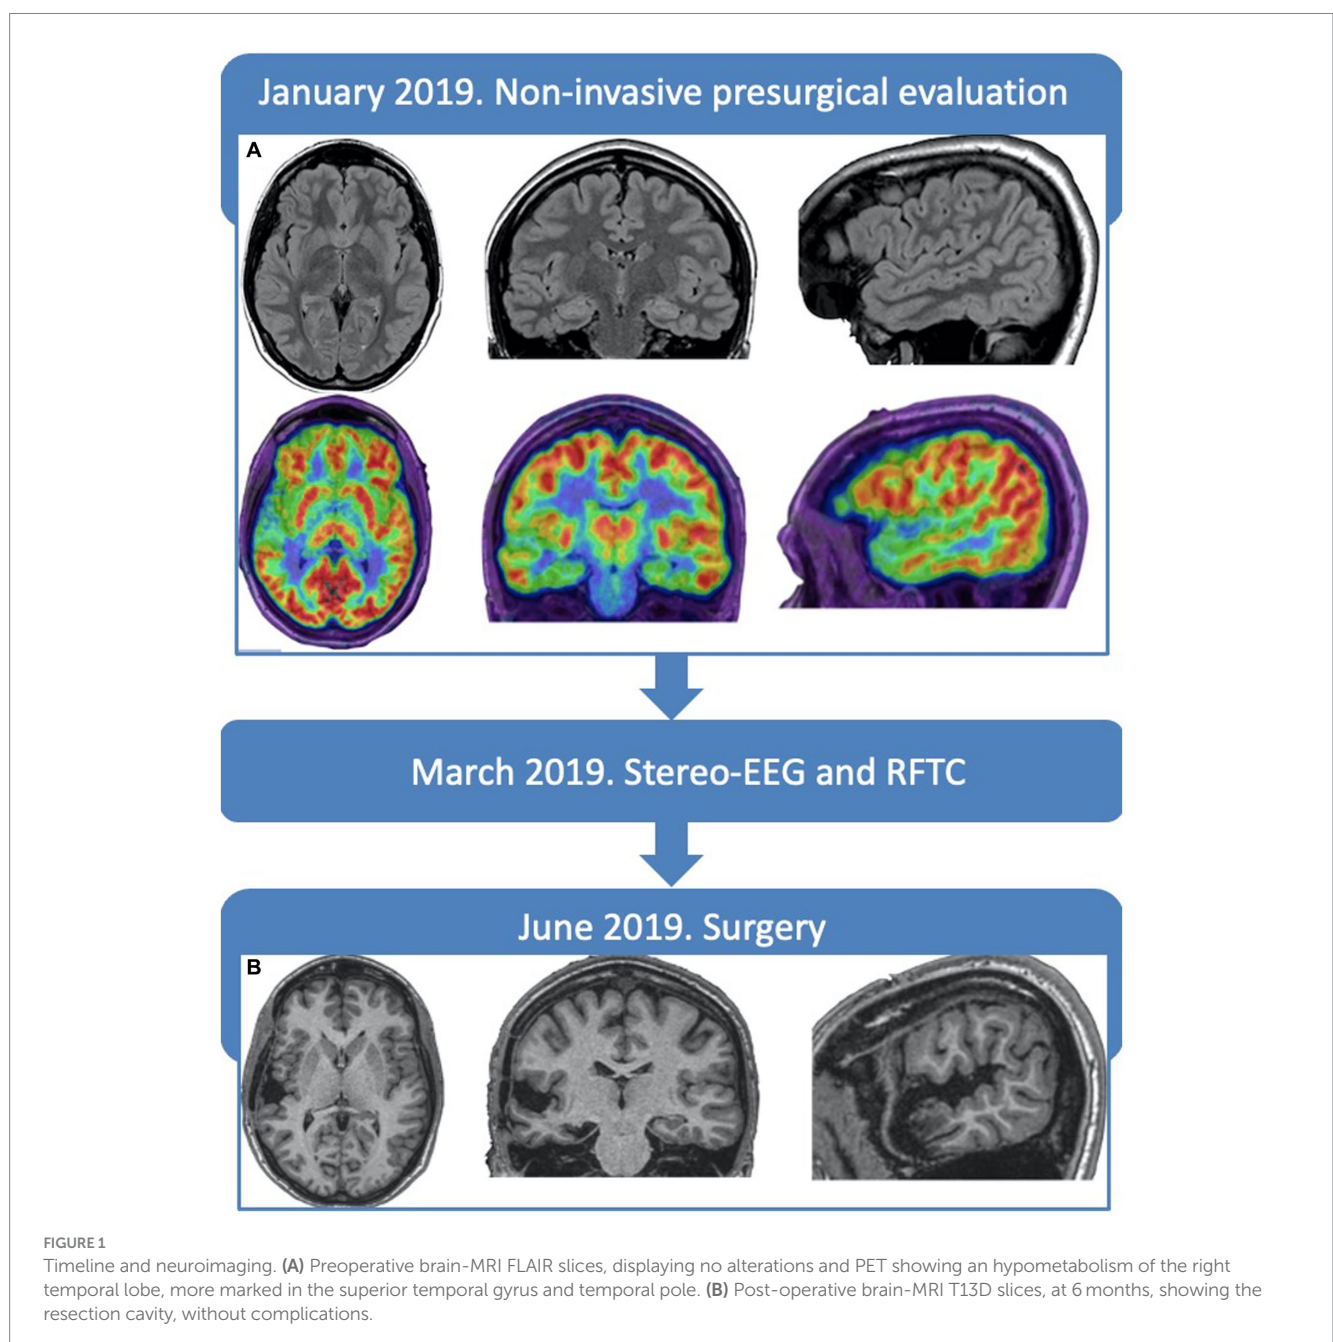 January 2019. Non-invasive presurgical evaluation
A
March 2019. Stereo-EEG and RFTC
June 2019. Surgery
B
FIGURE 1
Timeline and neuroimaging. (A) Preoperative brain-MRI FLAIR slices, displaying no alterations and PET showing an hypometabolism of the right
temporal lobe, more marked in the superior temporal gyrus and temporal pole. (B) Post-operative brain-MRI T13D slices, at 6 months, showing the
resection cavity, without complications.